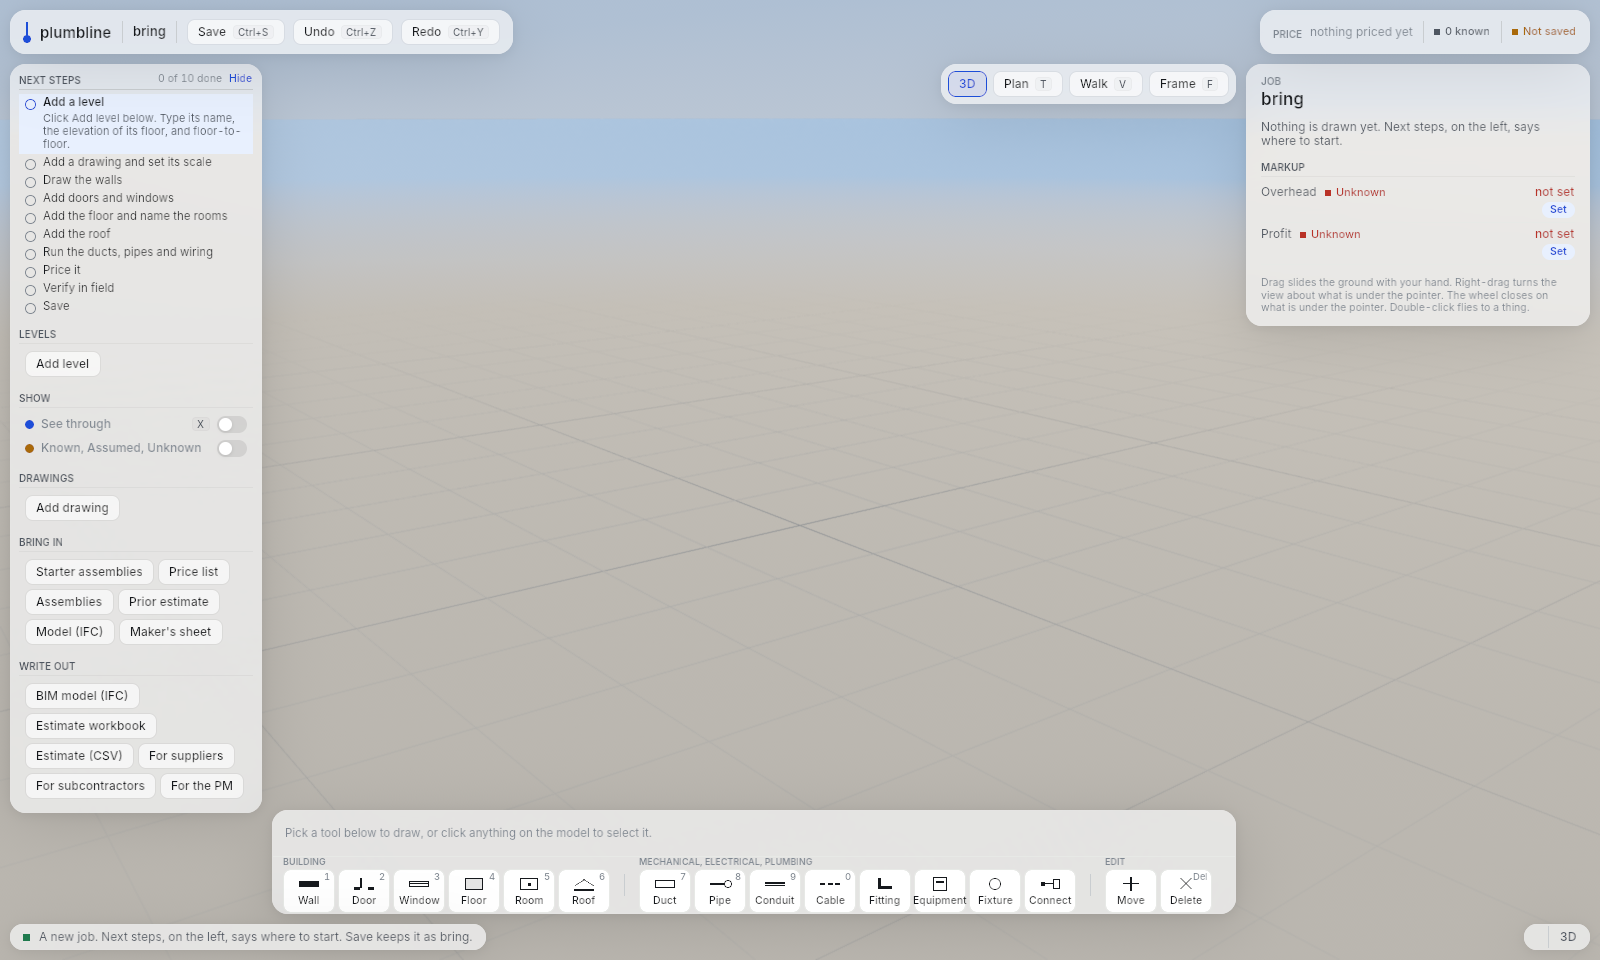 plumbline bring Save Ctrl+S Undo Ctrl+Z Redo Ctrl+Y
PRICE nothing priced yet 0 known Not saved
NEXT STEPS 0 of 10 done Hide
Add a level
Click Add level below. Type its name,
the elevation of its floor, and floor-to-
floor.
Add a drawing and set its scale
Draw the walls
Add doors and windows
Add the floor and name the rooms
Add the roof
Run the ducts, pipes and wiring
Price it
Verify in field
Save
LEVELS
Add level
SHOW
See through X
Known, Assumed, Unknown
DRAWINGS
Add drawing
BRING IN
Starter assemblies Price list
Assemblies Prior estimate
Model (IFC) Maker's sheet
WRITE OUT
BIM model (IFC)
Estimate workbook
Estimate (CSV) For suppliers
For subcontractors For the PM
3D Plan T Walk V Frame F
JOB
bring
Nothing is drawn yet. Next steps, on the left, says
where to start.
MARKUP
Overhead Unknown not set
Set
Profit Unknown not set
Set
Drag slides the ground with your hand. Right-drag turns the
view about what is under the pointer. The wheel closes on
what is under the pointer. Double-click flies to a thing.
Pick a tool below to draw, or click anything on the model to select it.
BUILDING MECHANICAL, ELECTRICAL, PLUMBING EDIT
1 2 3 4 5 6 7 8 9 0 Del
Wall Door Window Floor Room Roof Duct Pipe Conduit Cable Fitting Equipment Fixture Connect Move Delete
A new job. Next steps, on the left, says where to start. Save keeps it as bring.
3D